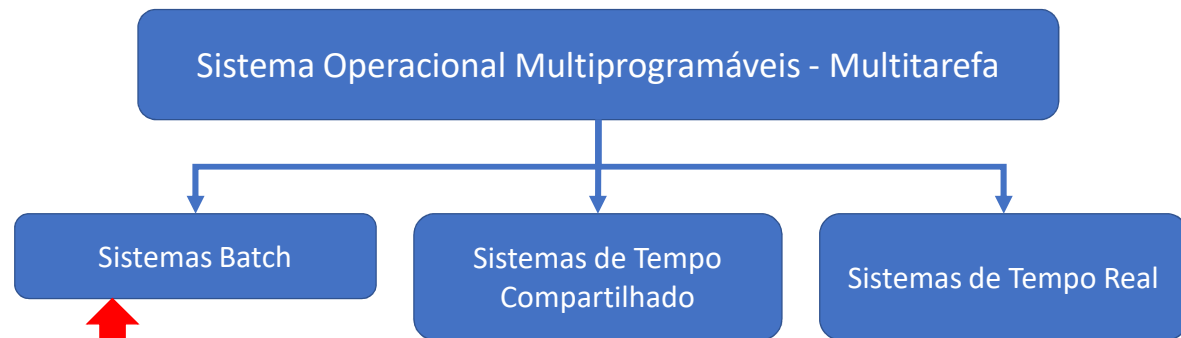 Sistema Operacional Multiprogramáveis - Multitarefa
Sistemas Batch
Sistemas de Tempo
Compartilhado
Sistemas de Tempo Real